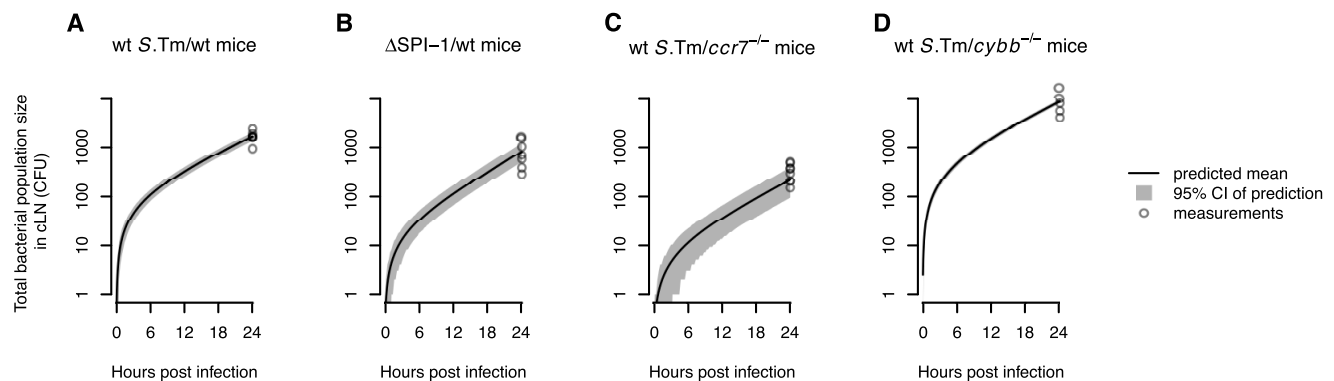 A
wt S.Tm/wt mice
B
ΔSPI−1/wt mice
C
wt S.Tm/ccr7−/− mice
D
wt S.Tm/cybb−/− mice
Total bacterial population size
in cLN (CFU)
1 10 100 1000
0 6 12 18 24
Hours post infection
1 10 100 1000
0 6 12 18 24
Hours post infection
1 10 100 1000
0 6 12 18 24
Hours post infection
1 10 100 1000
0 6 12 18 24
Hours post infection
predicted mean
95% CI of prediction
measurements